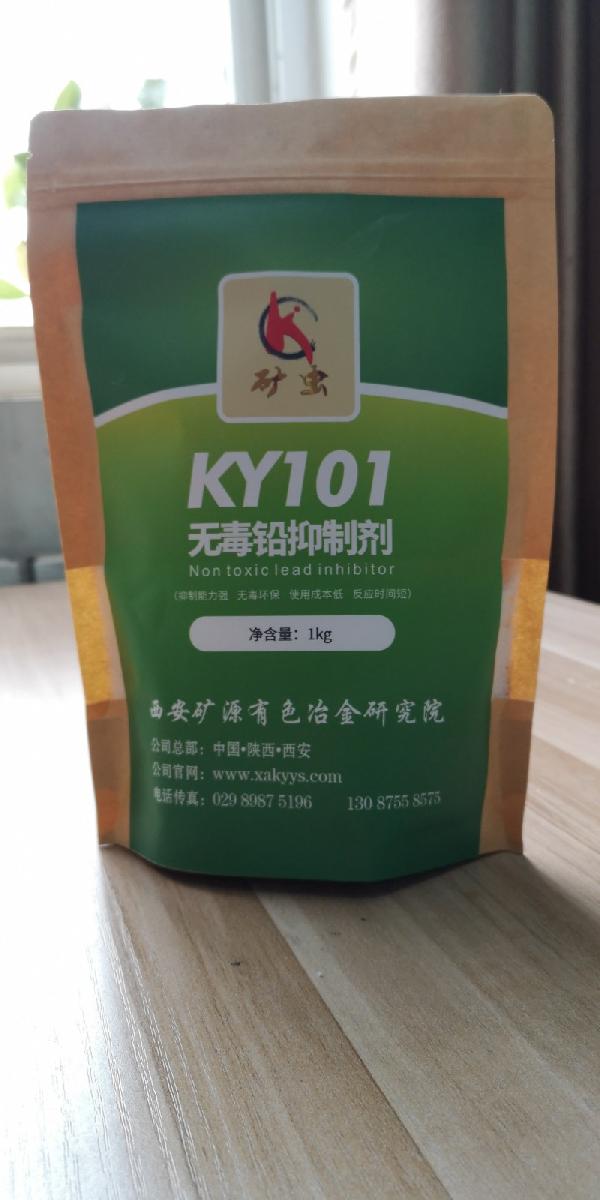 矿虫
KY101
无毒铅抑制剂
Non toxic lead inhibitor
(抑制能力强 无毒环保 使用成本低 反应时间短)
净含量：1kg
西安矿源有色冶金研究院
公司总部：中国•陕西•西安
公司官网：www.xakyys.com
电话传真：029 8987 5196 130 8755 8575